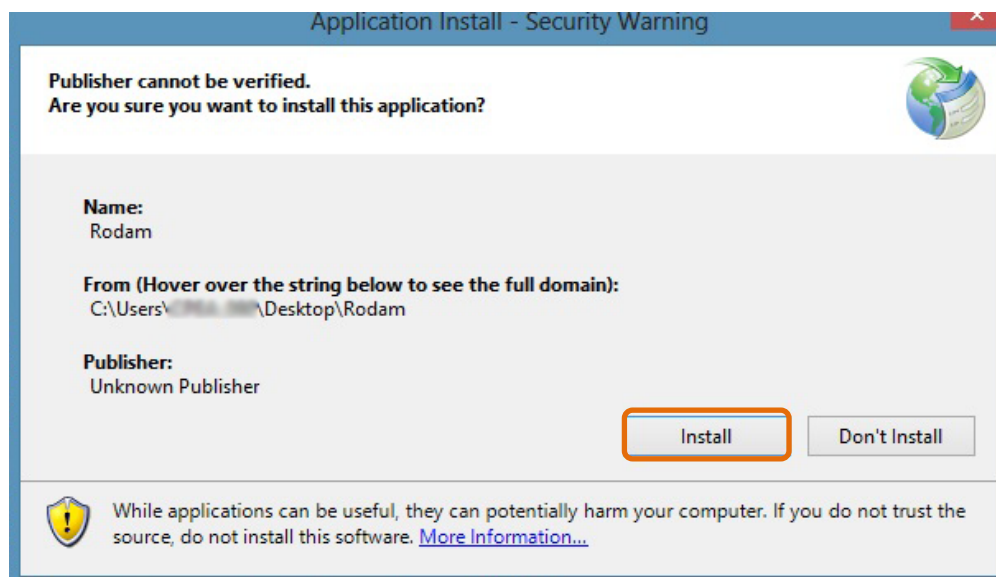 Application Install - Security Warning
Publisher cannot be verified.
Are you sure you want to install this application?
Name:
Rodam
From (Hover over the string below to see the full domain):
C:\Users\ \Desktop\Rodam
Publisher:
Unknown Publisher
Install Don't Install
While applications can be useful, they can potentially harm your computer. If you do not trust the
source, do not install this software. More Information...